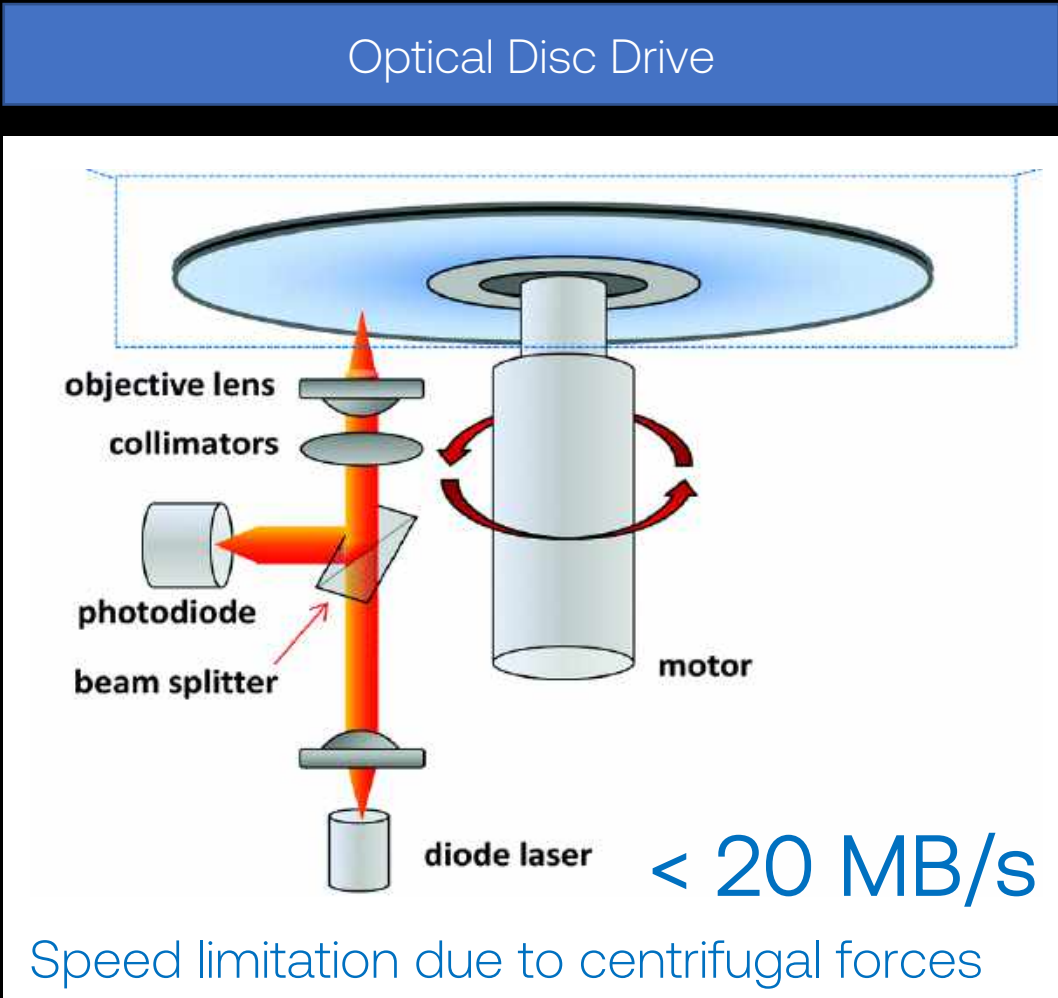 Optical Disc Drive
objective lens
collimators
photodiode
beam splitter
motor
diode laser
< 20 MB/s
Speed limitation due to centrifugal forces